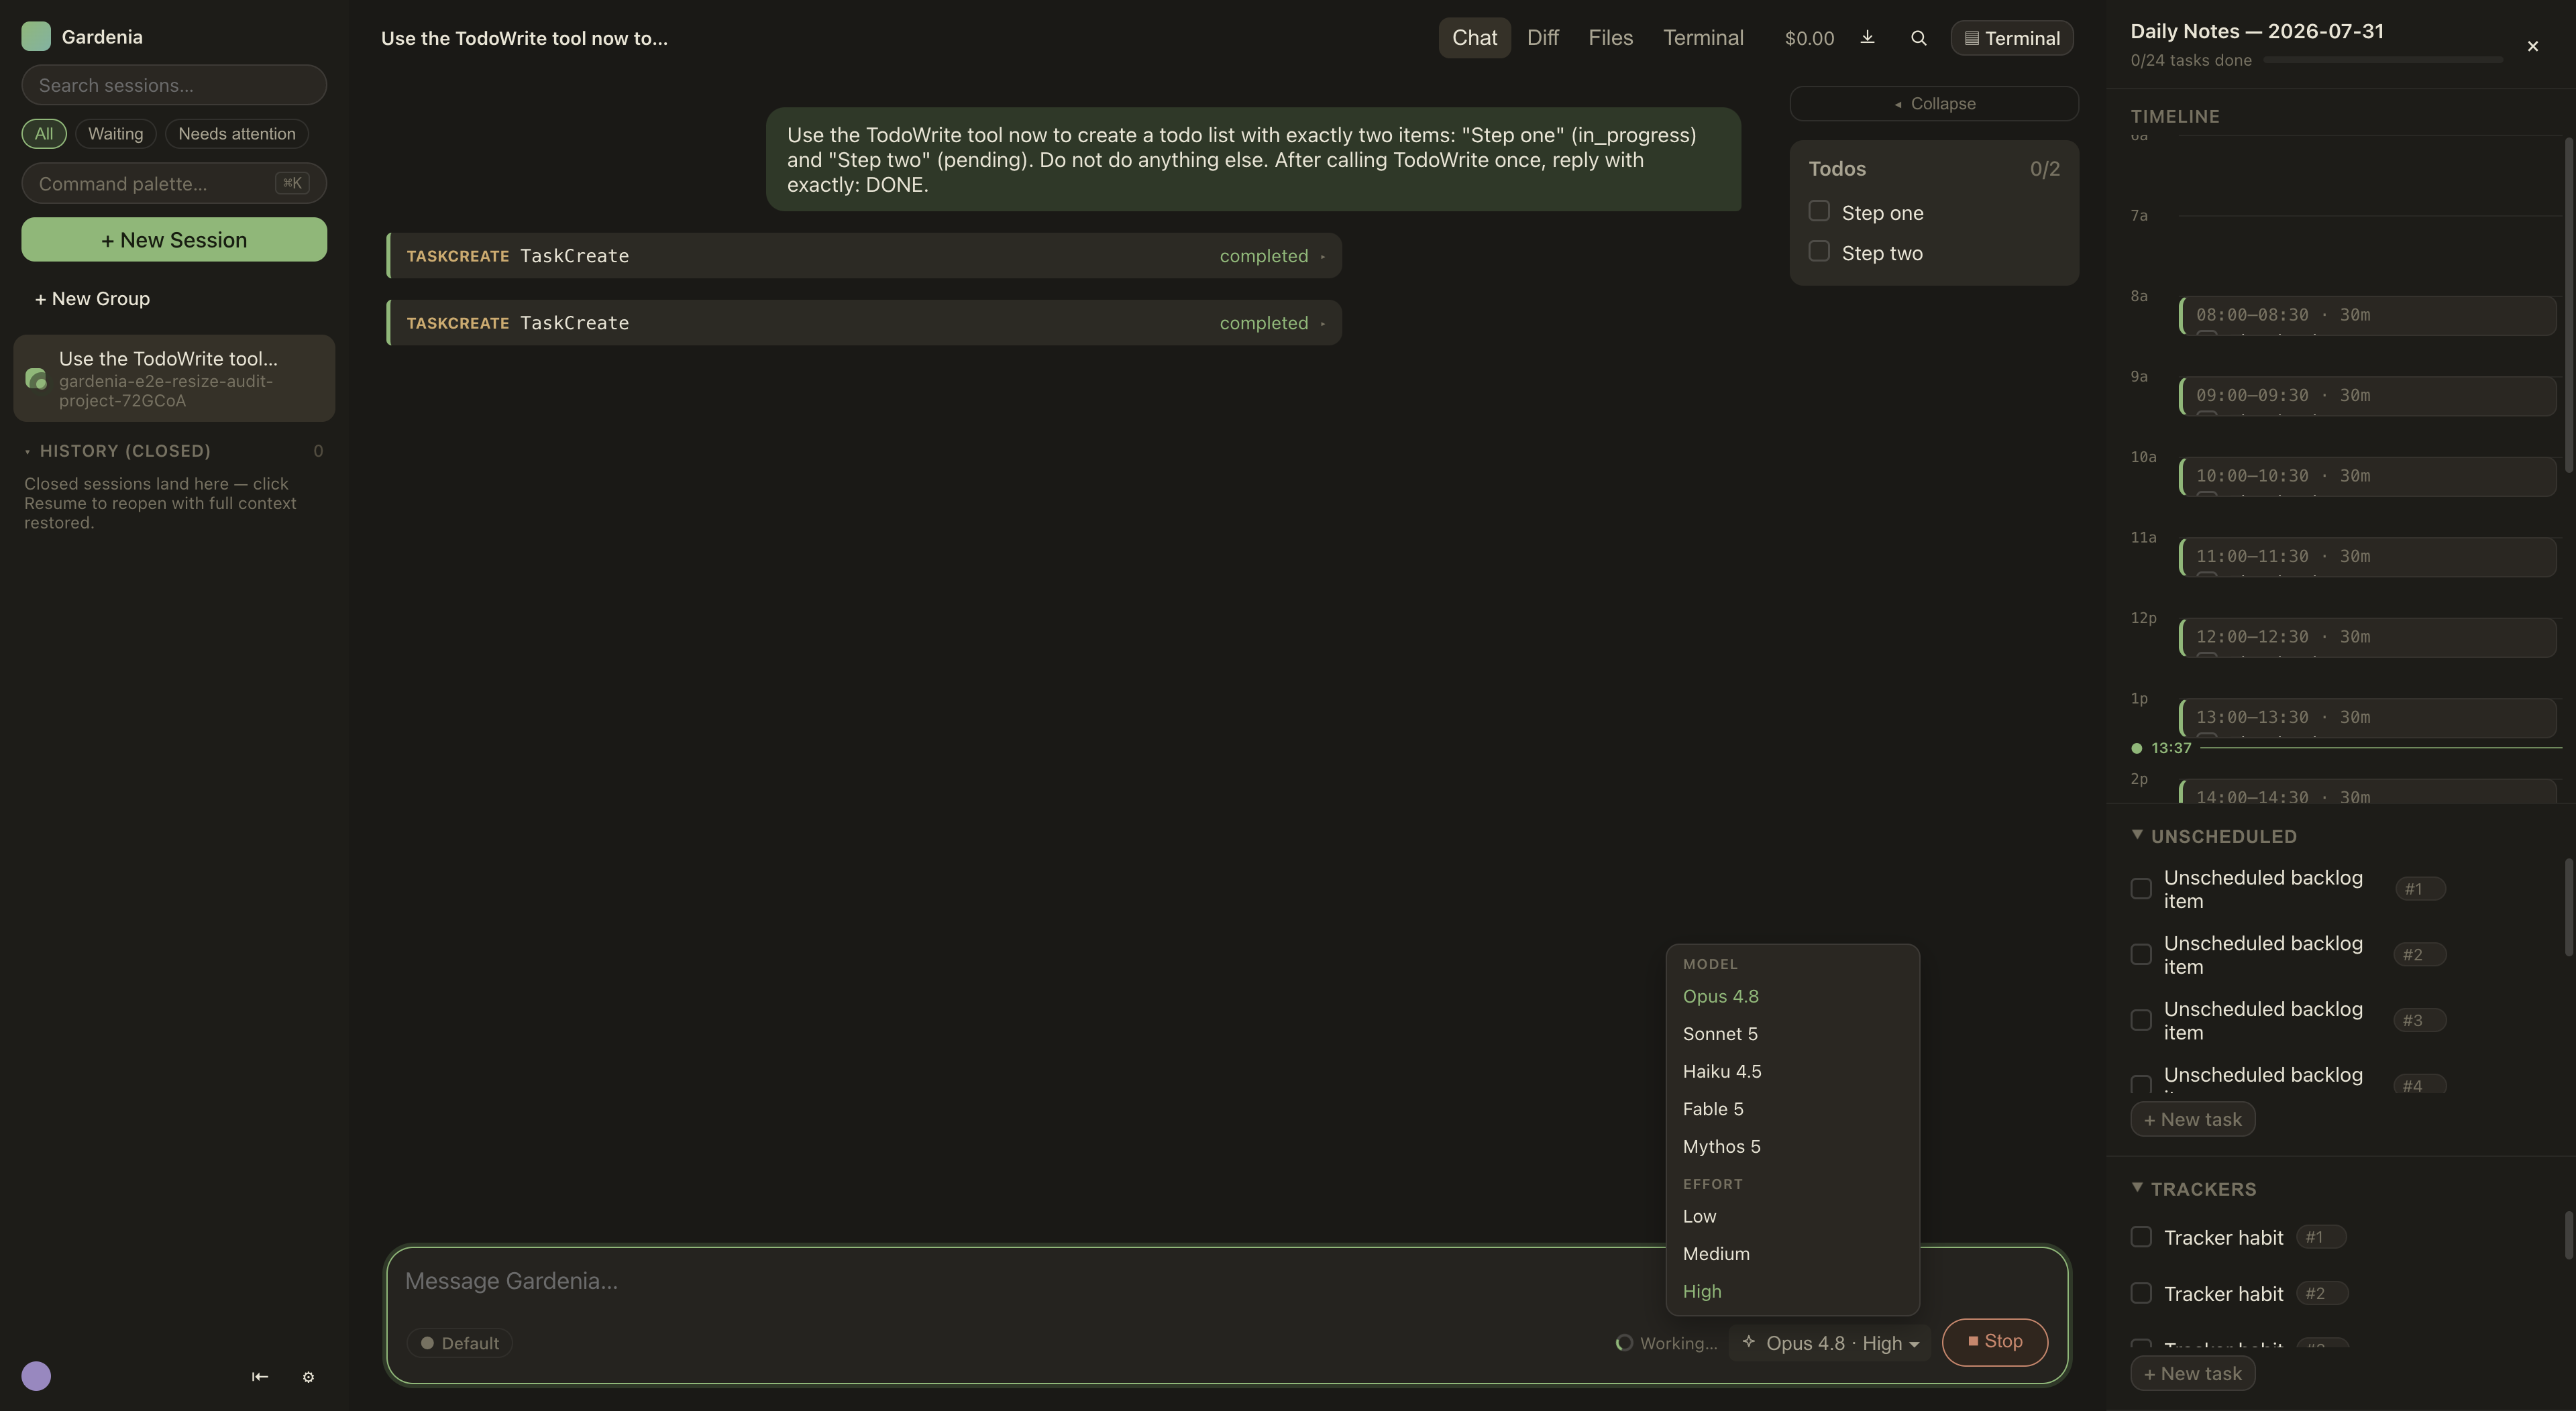 Gardenia
Search sessions...
All
Waiting
Needs attention
Command palette...
⌘K
+ New Session
+ New Group
Use the TodoWrite tool...
gardenia-e2e-resize-audit-
project-72GCoA
HISTORY (CLOSED)
0
Closed sessions land here — click
Resume to reopen with full context
restored.
Use the TodoWrite tool now to...
Chat
Diff
Files
Terminal
$0.00
Terminal
Use the TodoWrite tool now to create a todo list with exactly two items: "Step one" (in_progress)
and "Step two" (pending). Do not do anything else. After calling TodoWrite once, reply with
exactly: DONE.
TASKCREATE TaskCreate
completed
TASKCREATE TaskCreate
completed
Collapse
Todos
0/2
Step one
Step two
MODEL
Opus 4.8
Sonnet 5
Haiku 4.5
Fable 5
Mythos 5
EFFORT
Low
Medium
High
Message Gardenia...
Default
Working...
Opus 4.8 · High
Stop
Daily Notes — 2026-07-31
0/24 tasks done
TIMELINE
6a
7a
8a
08:00–08:30 · 30m
9a
09:00–09:30 · 30m
10a
10:00–10:30 · 30m
11a
11:00–11:30 · 30m
12p
12:00–12:30 · 30m
1p
13:00–13:30 · 30m
13:37
2p
14:00–14:30 · 30m
UNSCHEDULED
Unscheduled backlog
item
#1
Unscheduled backlog
item
#2
Unscheduled backlog
item
#3
Unscheduled backlog
#4
+ New task
TRACKERS
Tracker habit
#1
Tracker habit
#2
+ New task